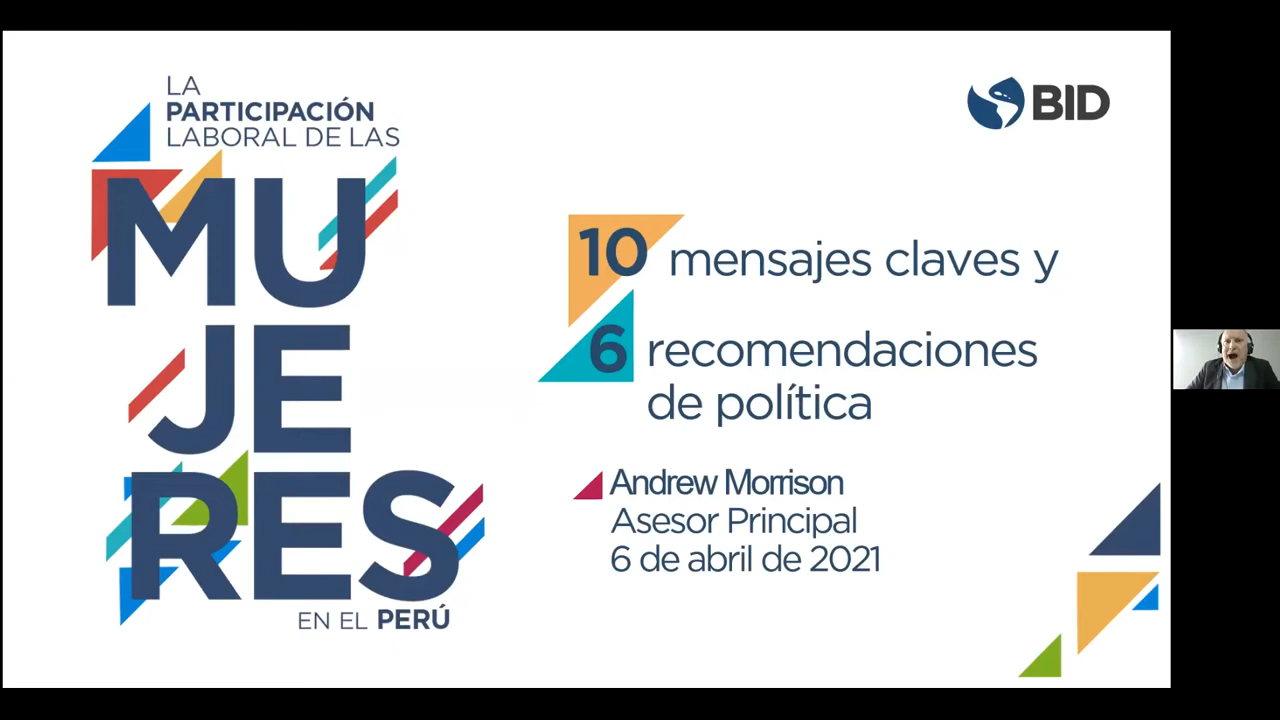 LA
PARTICIPACIÓN
LABORAL DE LAS
MU
JE
RES
EN EL PERÚ
BID
10 mensajes claves y
6 recomendaciones
de política
Andrew Morrison
Asesor Principal
6 de abril de 2021